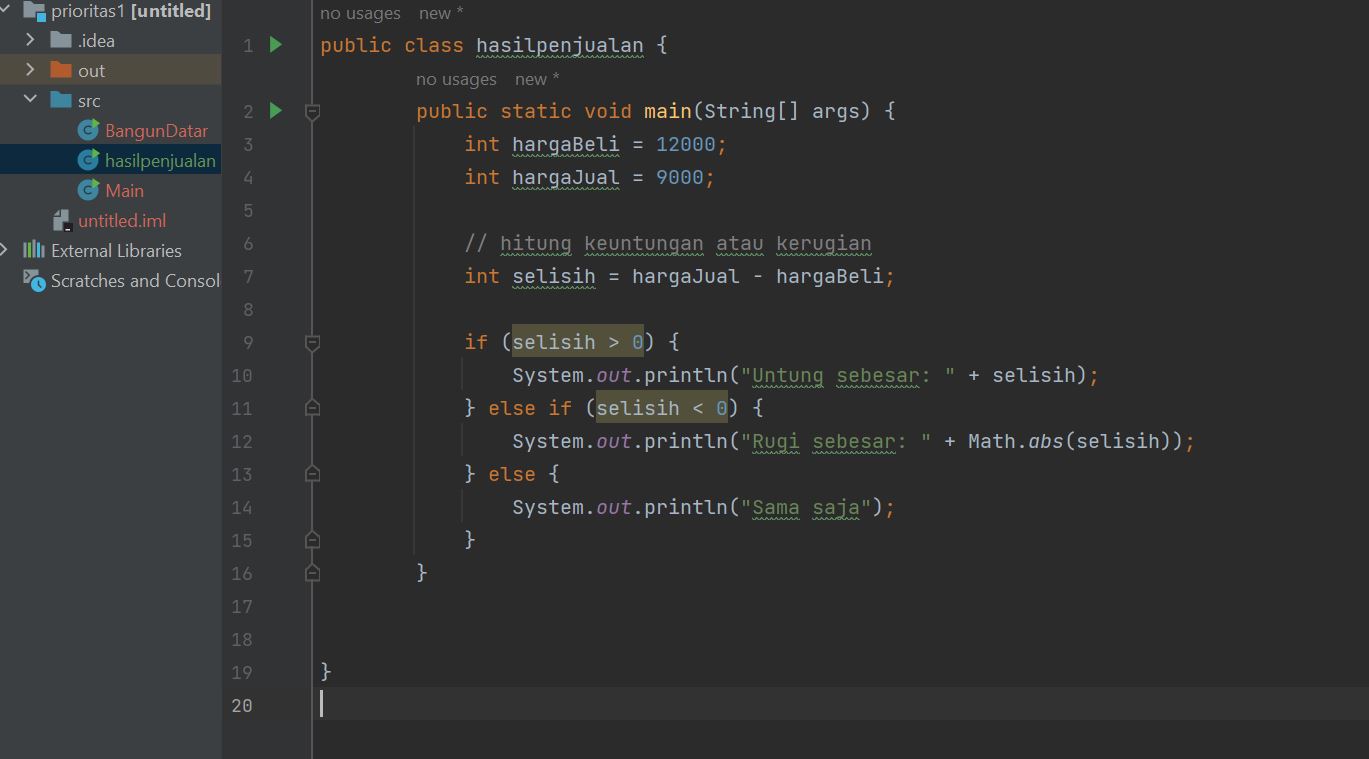 prioritas1 [untitled]
.idea
out
src
BangunDatar
hasilpenjualan
Main
untitled.iml
External Libraries
Scratches and Consol
no usages new *
1 public class hasilpenjualan {
no usages new *
2 public static void main(String[] args) {
3 int hargaBeli = 12000;
4 int hargaJual = 9000;
5
6 // hitung keuntungan atau kerugian
7 int selisih = hargaJual - hargaBeli;
8
9 if (selisih > 0) {
10 System.out.println("Untung sebesar: " + selisih);
11 } else if (selisih < 0) {
12 System.out.println("Rugi sebesar: " + Math.abs(selisih));
13 } else {
14 System.out.println("Sama saja");
15 }
16 }
17
18
19 }
20